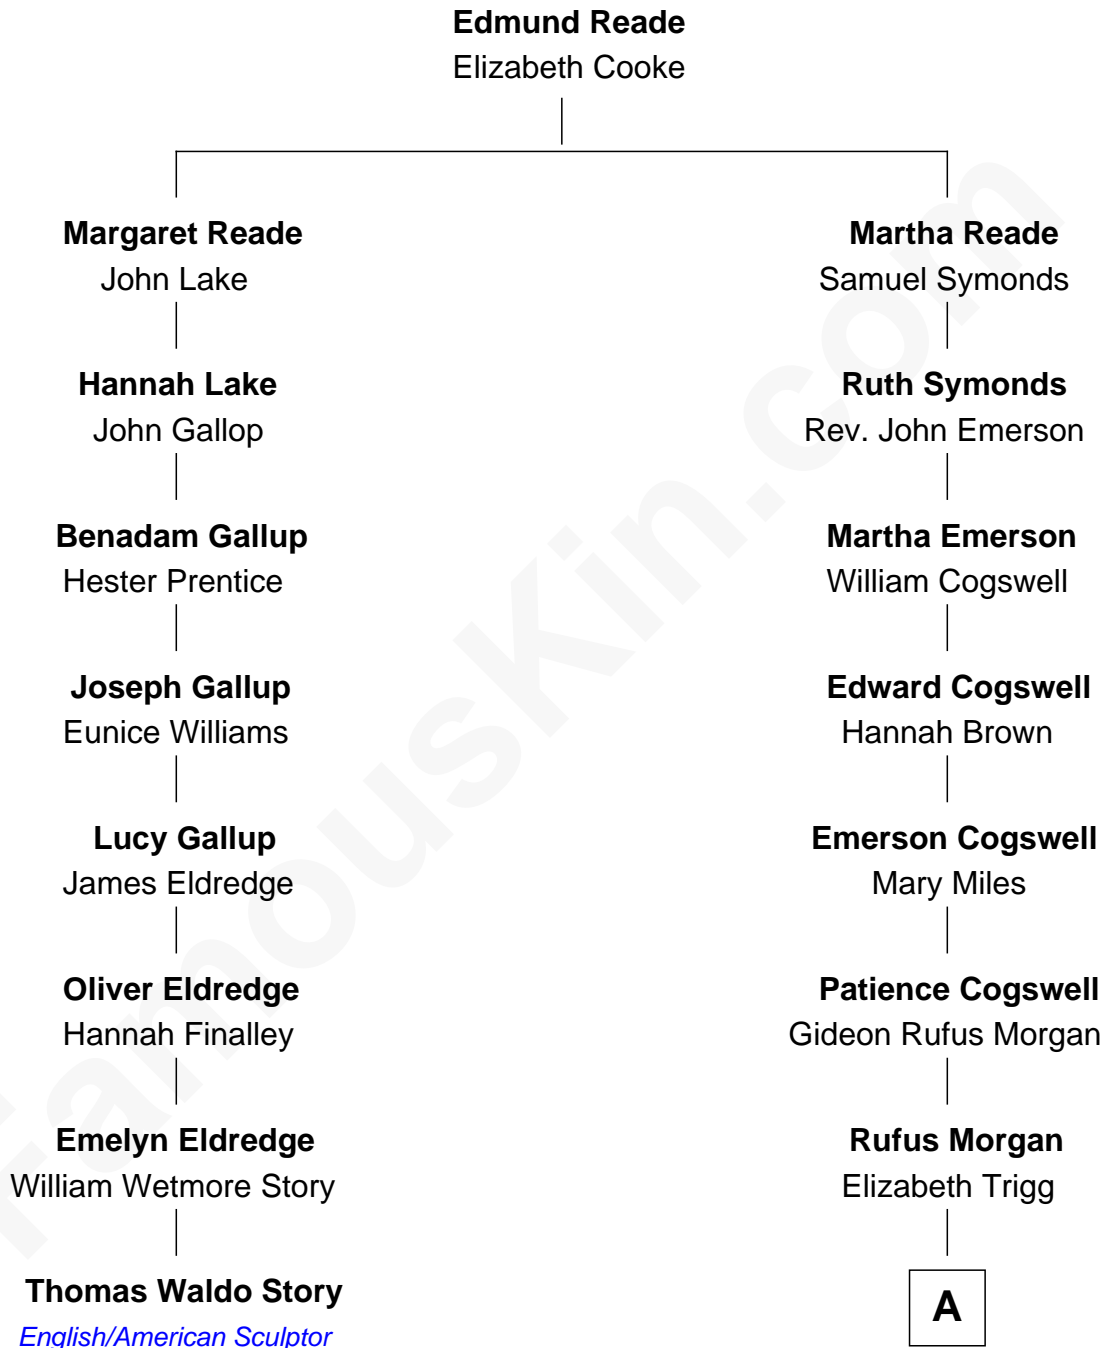 Edmund Reade
Elizabeth Cooke
Margaret Reade
John Lake
Hannah Lake
John Gallop
Benadam Gallup
Hester Prentice
Joseph Gallup
Eunice Williams
Lucy Gallup
James Eldredge
Oliver Eldredge
Hannah Finalley
Emelyn Eldredge
William Wetmore Story
Thomas Waldo Story
English/American Sculptor
Martha Reade
Samuel Symonds
Ruth Symonds
Rev. John Emerson
Martha Emerson
William Cogswell
Edward Cogswell
Hannah Brown
Emerson Cogswell
Mary Miles
Patience Cogswell
Gideon Rufus Morgan
Rufus Morgan
Elizabeth Trigg
A
FamousKin.com